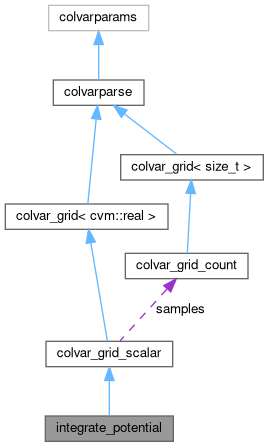 colvarparams
colvarparse
colvar_grid< size_t >
colvar_grid< cvm::real >
colvar_grid_count
samples
colvar_grid_scalar
integrate_potential